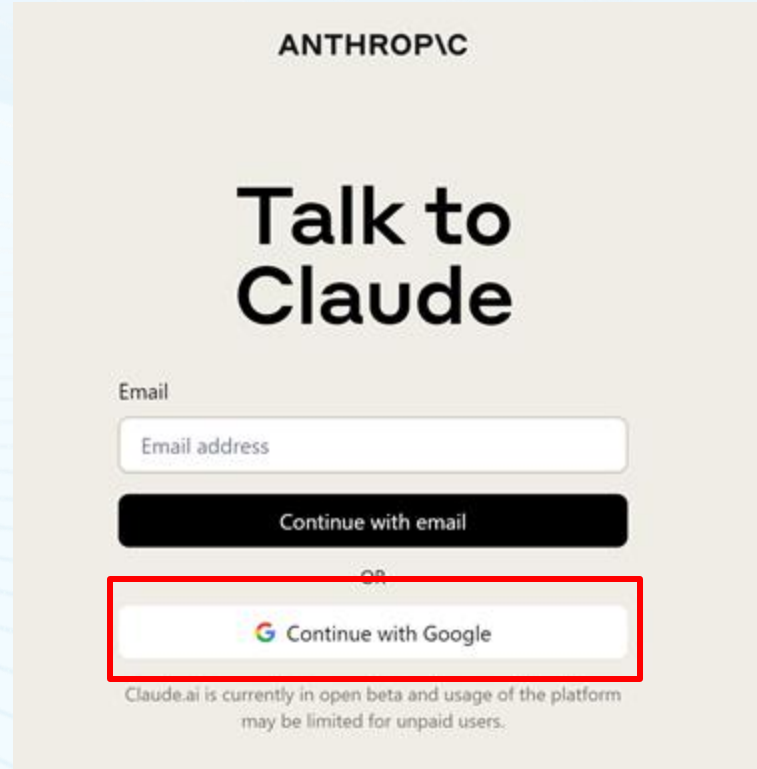 ANTHROP\C
Talk to
Claude
Email
Email address
Continue with email
OR
Continue with Google
Claude.ai is currently in open beta and usage of the platform
may be limited for unpaid users.